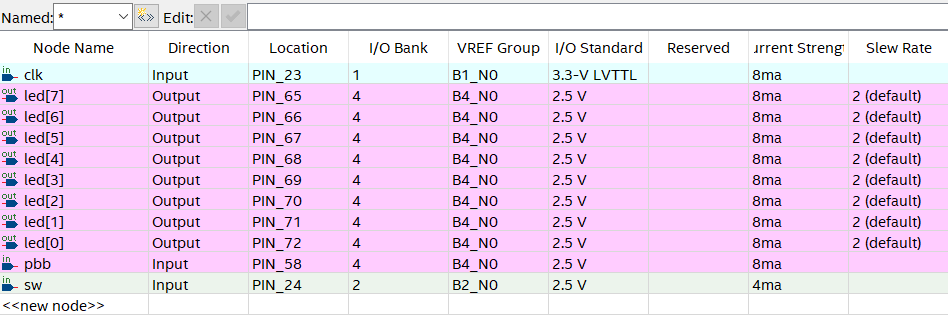 Named: * «» Edit:
Node Name Direction Location I/O Bank VREF Group I/O Standard Reserved urrent Strengt Slew Rate
in clk Input PIN_23 1 B1_N0 3.3-V LVTTL 8ma
out led[7] Output PIN_65 4 B4_N0 2.5 V 8ma 2 (default)
out led[6] Output PIN_66 4 B4_N0 2.5 V 8ma 2 (default)
out led[5] Output PIN_67 4 B4_N0 2.5 V 8ma 2 (default)
out led[4] Output PIN_68 4 B4_N0 2.5 V 8ma 2 (default)
out led[3] Output PIN_69 4 B4_N0 2.5 V 8ma 2 (default)
out led[2] Output PIN_70 4 B4_N0 2.5 V 8ma 2 (default)
out led[1] Output PIN_71 4 B4_N0 2.5 V 8ma 2 (default)
out led[0] Output PIN_72 4 B4_N0 2.5 V 8ma 2 (default)
in pbb Input PIN_58 4 B4_N0 2.5 V 8ma
in sw Input PIN_24 2 B2_N0 2.5 V 4ma
<<new node>>